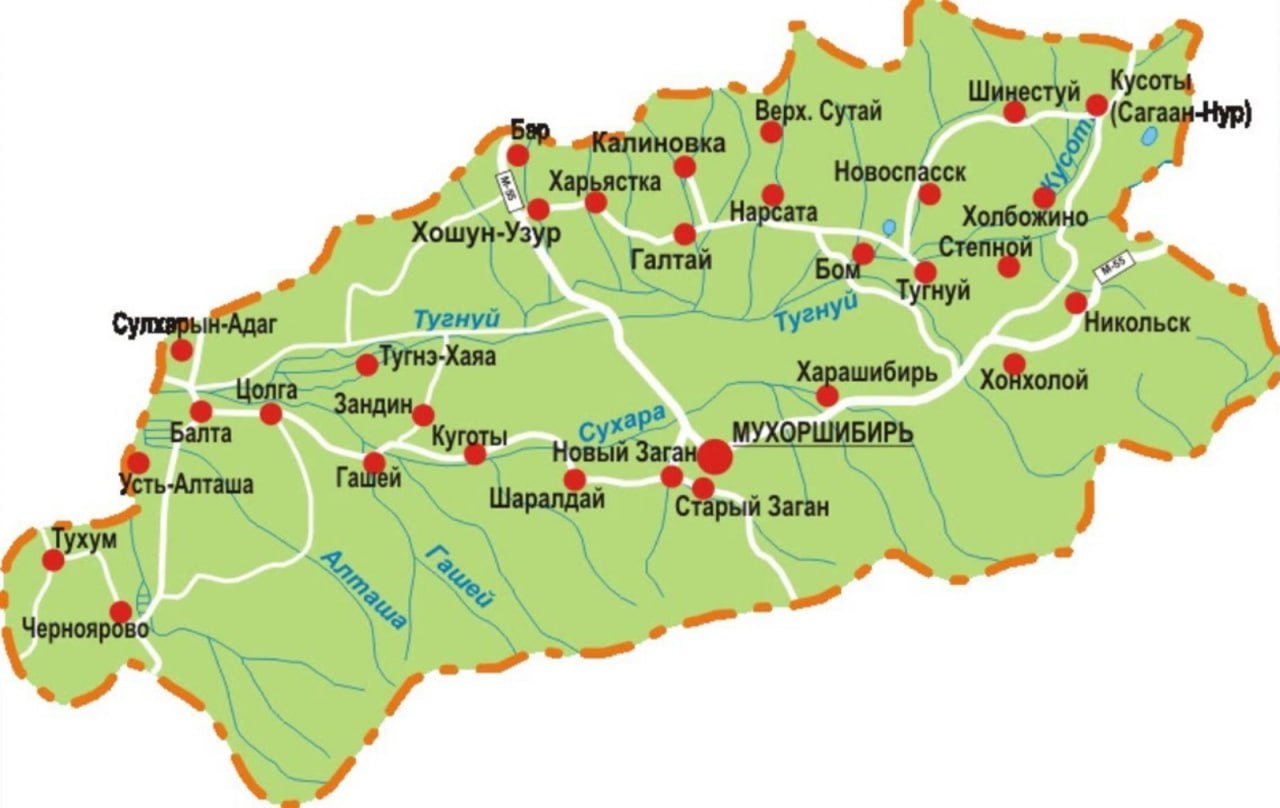 Кусоты
(Сагаан-Нур)
Шинестуй
Верх. Сутай
Бар
Калиновка
Кусоты
М-55
Харьястка
Новоспасск
Нарсата
Холбожино
Хошун-Узур
Галтай
Степной
Бом
М-55
Тугнуй
Тугнуй
Тугнуй
Сулхарын-Адаг
Никольск
Тугнэ-Хаяа
Харашибирь
Хонхолой
Цолга
Зандин
Сухара
Балта
Куготы
МУХОРШИБИРЬ
Новый Заган
Гашей
Усть-Алташа
Шаралдай
Старый Заган
Тухум
Алташа
Гашей
Черноярово